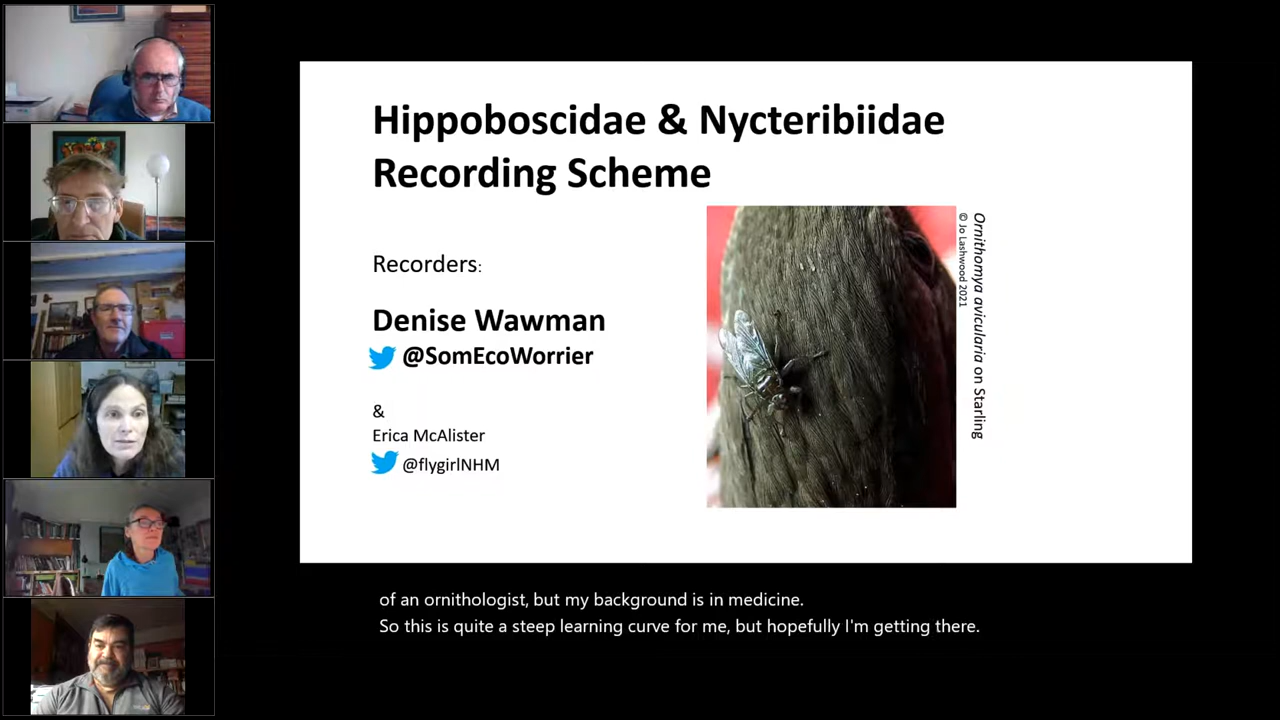 Hippoboscidae & Nycteribiidae
Recording Scheme
Recorders:
Denise Wawman
@SomEcoWorrier
&
Erica McAlister
@flygirlNHM
Ornithomya avicularia on Starling
© Jo Lashwood 2021
of an ornithologist, but my background is in medicine.
So this is quite a steep learning curve for me, but hopefully I'm getting there.